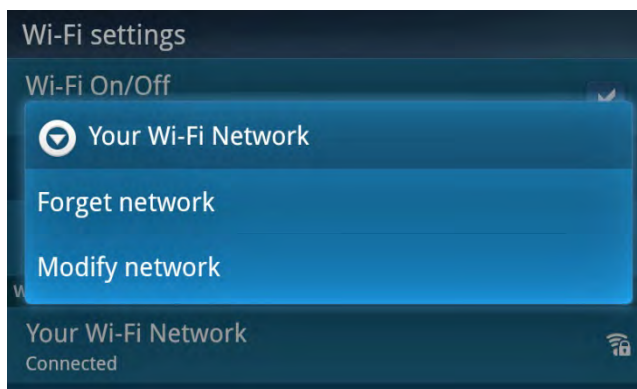 Wi-Fi settings
Wi-Fi On/Off
Your Wi-Fi Network
Forget network
Modify network
W
Your Wi-Fi Network
Connected